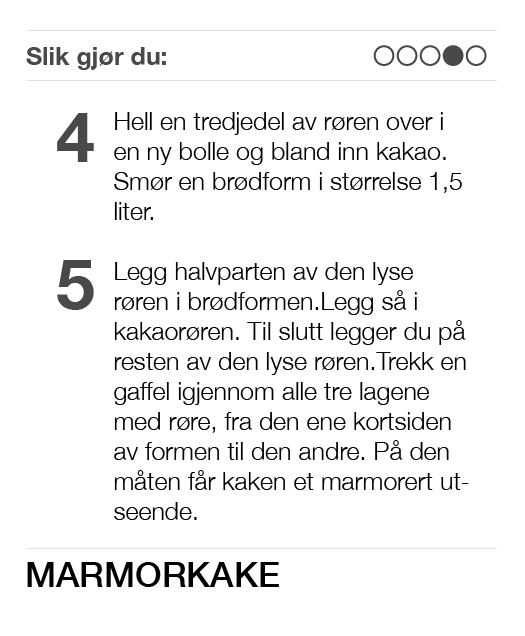 Slik gjør du:
4 Hell en tredjedel av røren over i
en ny bolle og bland inn kakao.
Smør en brødform i størrelse 1,5
liter.
5 Legg halvparten av den lyse
røren i brødformen.Legg så i
kakaorøren. Til slutt legger du på
resten av den lyse røren.Trekk en
gaffel igjennom alle tre lagene
med røre, fra den ene kortsiden
av formen til den andre. På den
måten får kaken et marmorert ut-
seende.
MARMORKAKE